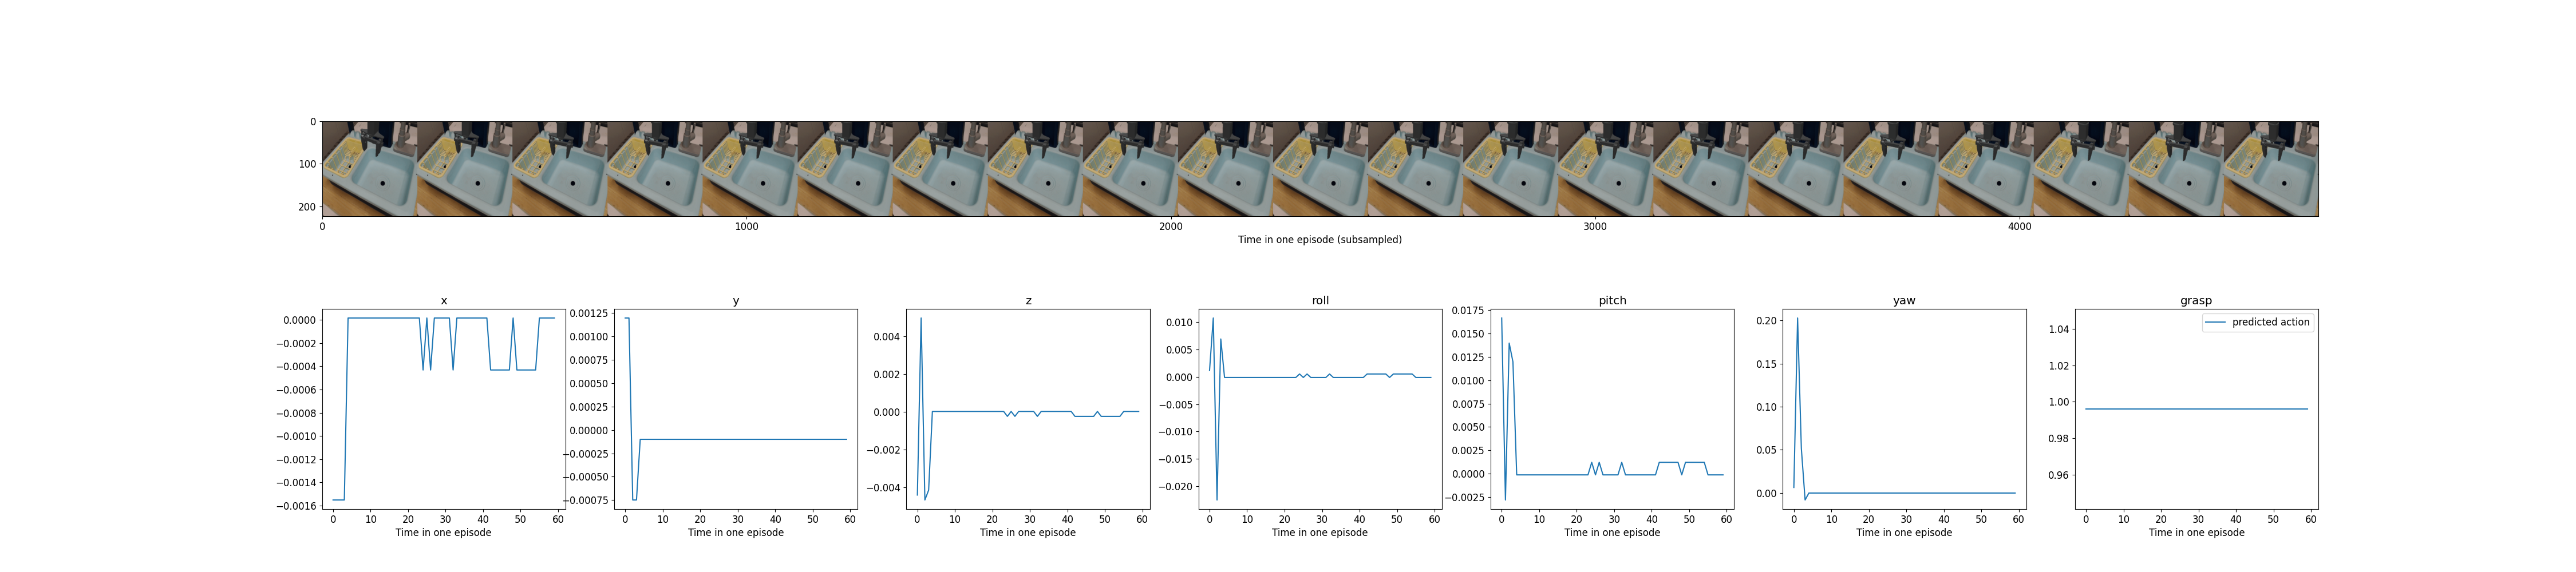 0
100
200
0 1000 2000 3000 4000
Time in one episode (subsampled)
x y z roll pitch yaw grasp
0.0000
−0.0002
−0.0004
−0.0006
−0.0008
−0.0010
−0.0012
−0.0014
−0.0016
0 10 20 30 40 50 60
Time in one episode
0.00125
0.00100
0.00075
0.00050
0.00025
0.00000
−0.00025
−0.00050
−0.00075
0 10 20 30 40 50 60
Time in one episode
0.004
0.002
0.000
−0.002
−0.004
0 10 20 30 40 50 60
Time in one episode
0.010
0.005
0.000
−0.005
−0.010
−0.015
−0.020
0 10 20 30 40 50 60
Time in one episode
0.0175
0.0150
0.0125
0.0100
0.0075
0.0050
0.0025
0.0000
−0.0025
0 10 20 30 40 50 60
Time in one episode
0.20
0.15
0.10
0.05
0.00
0 10 20 30 40 50 60
Time in one episode
predicted action
1.04
1.02
1.00
0.98
0.96
0 10 20 30 40 50 60
Time in one episode